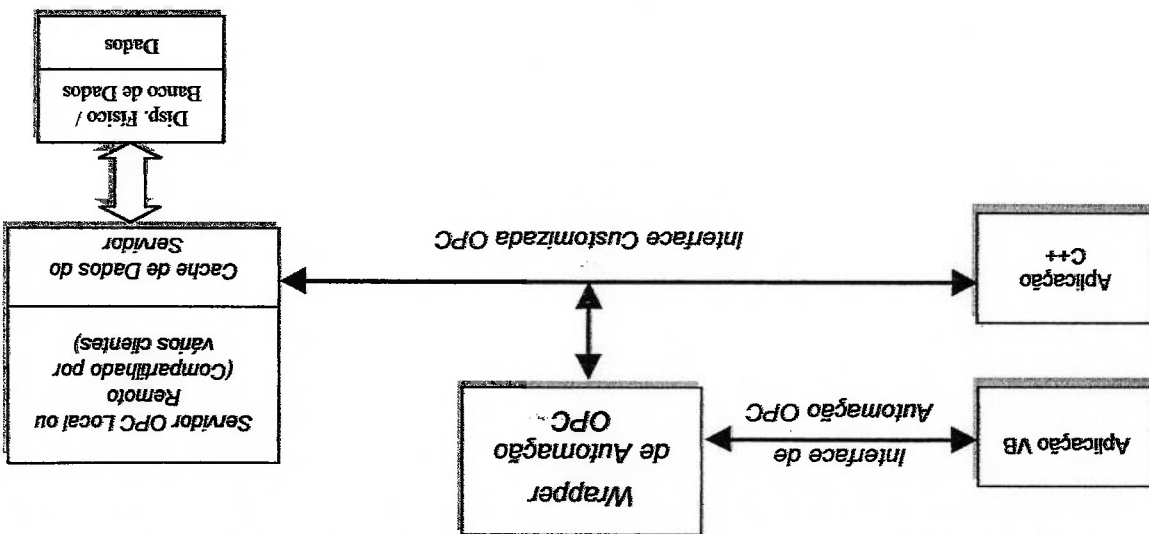 Aplicação VB
Interface de
Automação OPC
Wrapper
de Automação
OPC
Servidor OPC Local ou
Remoto
(Compartilhado por
vários clientes)
Cache de Dados do
Servidor
Aplicação
C++
Interface Customizada OPC
Disp. Físico /
Banco de Dados
Dados